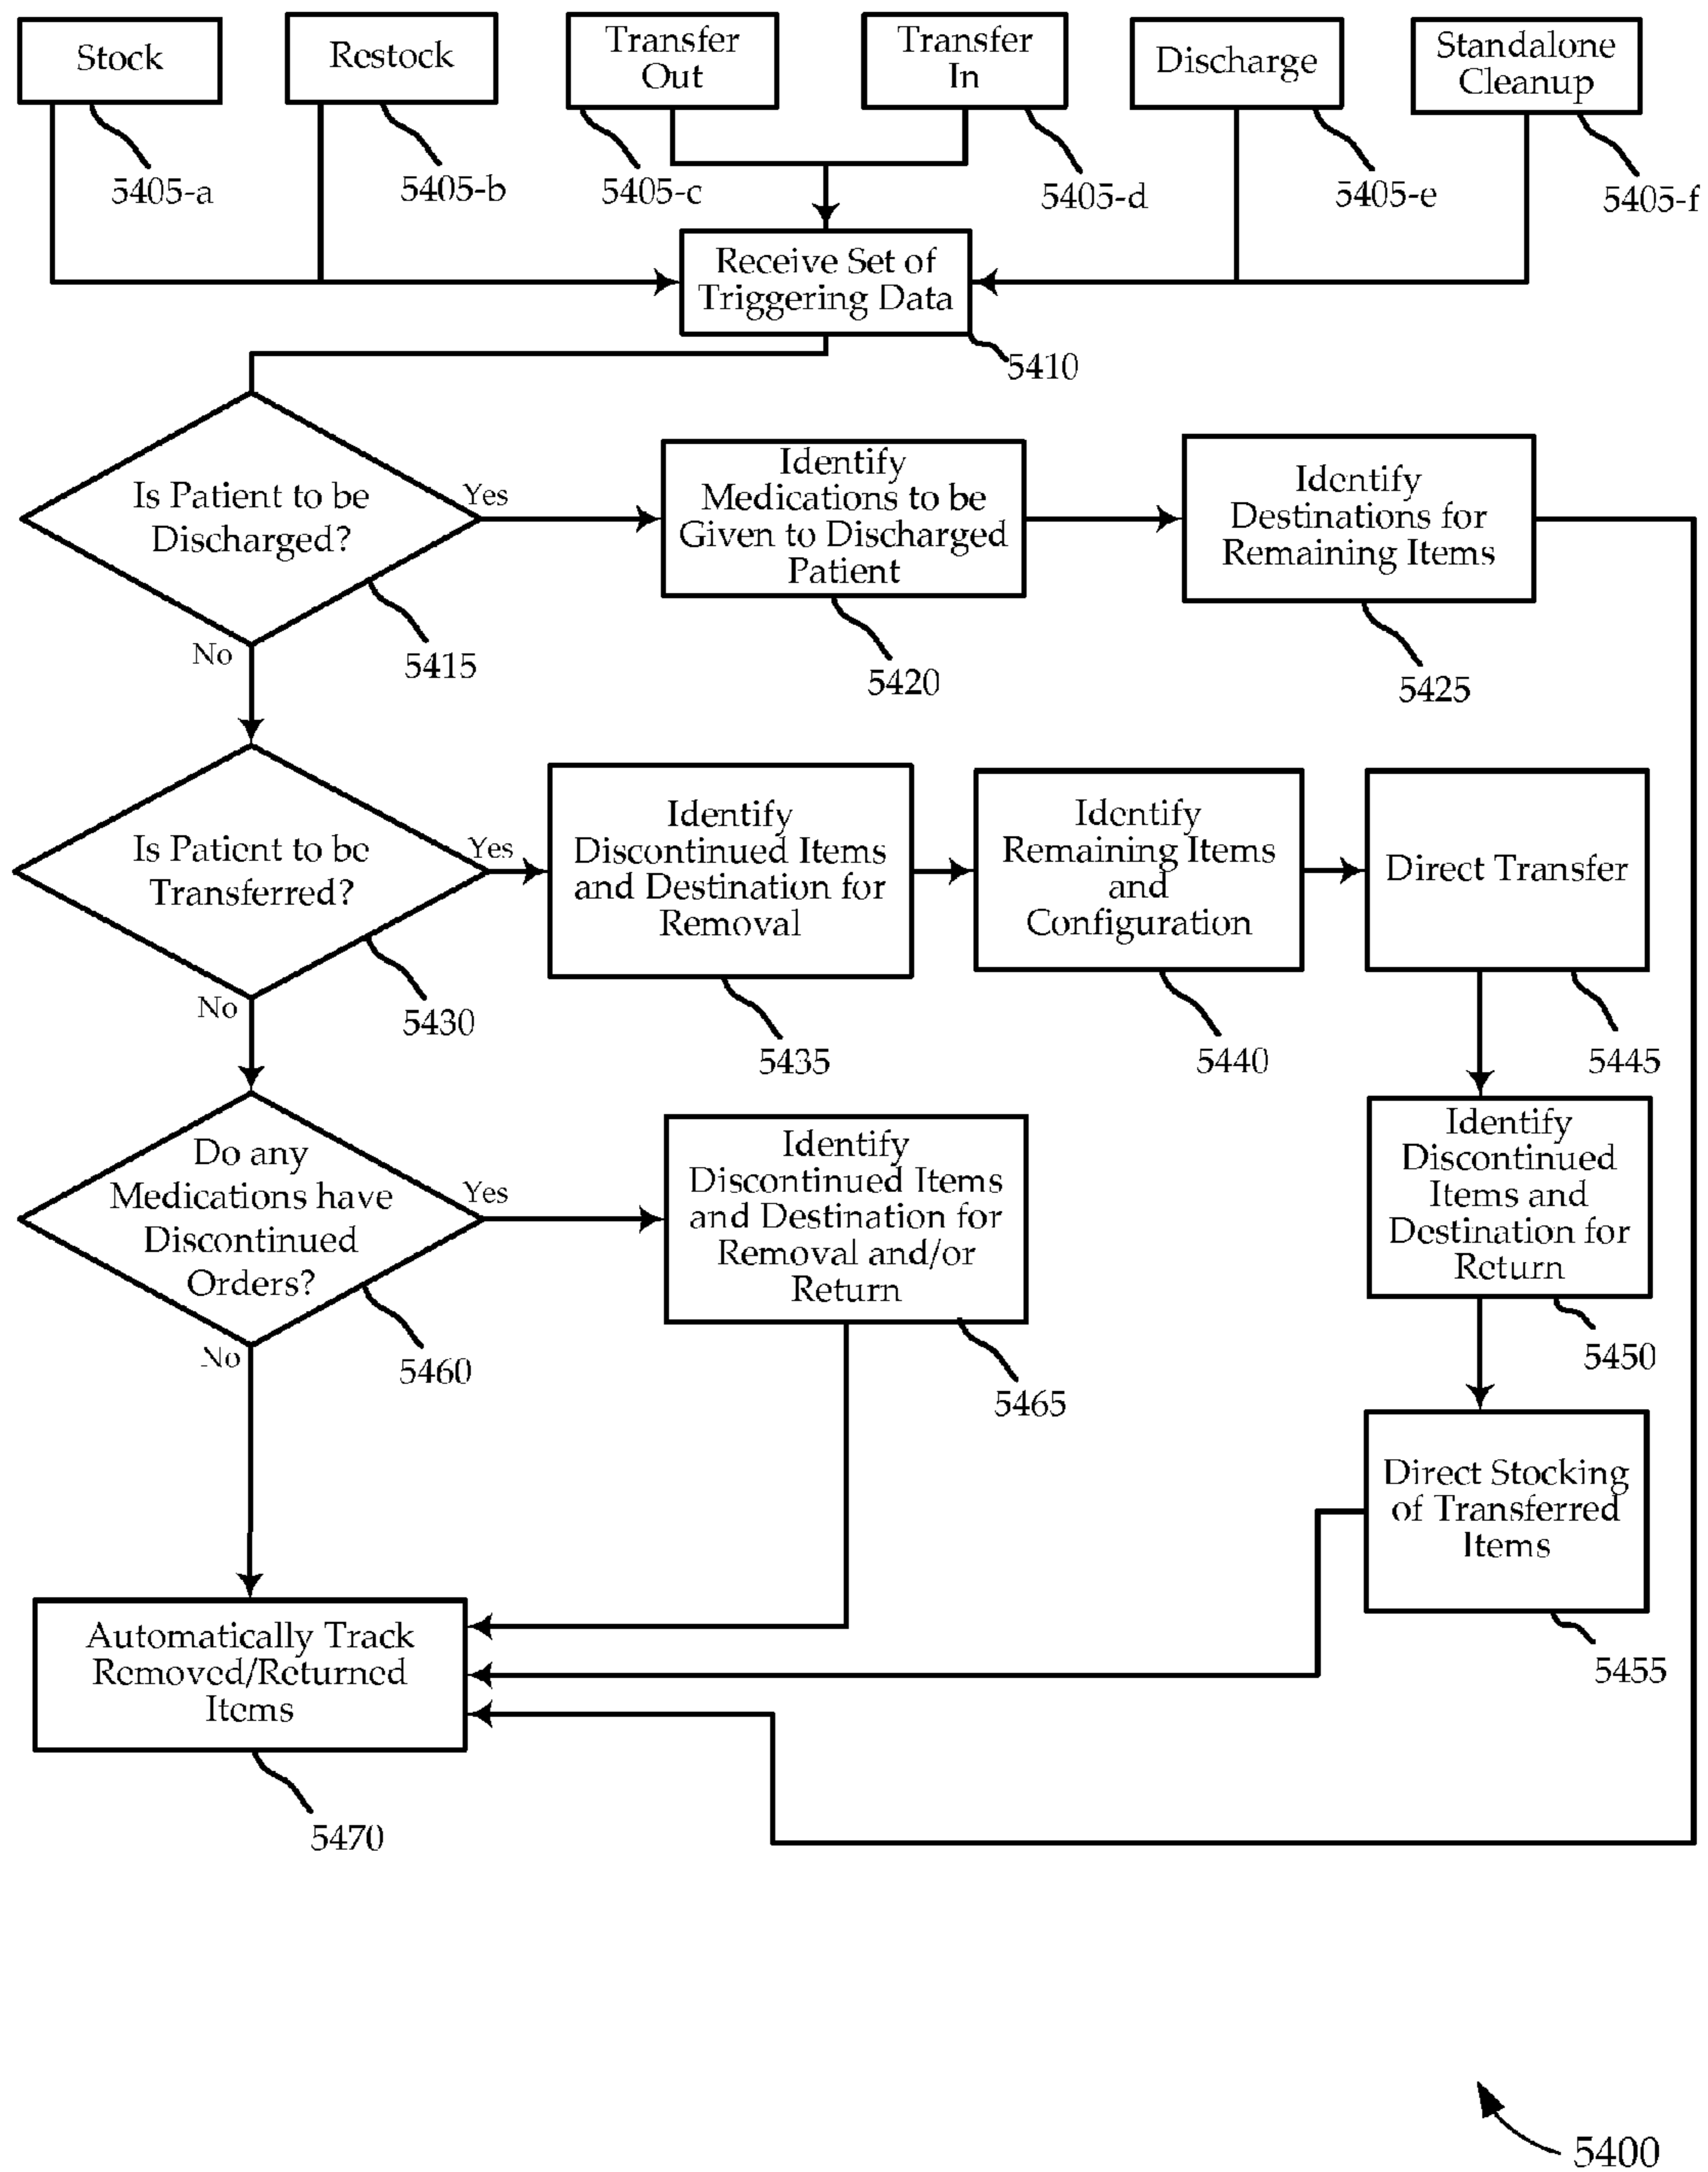 Stock
Restock
Transfer
Out
Transfer
In
Discharge
Standalone
Cleanup
5405-a
5405-b
5405-c
5405-d
5405-e
5405-f
Receive Set of
Triggering Data
5410
Is Patient to be
Discharged?
Yes
No
5415
Identify
Medications to be
Given to Discharged
Patient
5420
Identify
Destinations for
Remaining Items
5425
Is Patient to be
Transferred?
Yes
No
5430
Identify
Discontinued Items
and Destination for
Removal
5435
Identify
Remaining Items
and
Configuration
5440
Direct Transfer
5445
Do any
Medications have
Discontinued
Orders?
Yes
No
5460
Identify
Discontinued Items
and Destination for
Removal and/or
Return
5465
Identify
Discontinued
Items and
Destination for
Return
5450
Direct Stocking
of Transferred
Items
5455
Automatically Track
Removed/Returned
Items
5470
5400